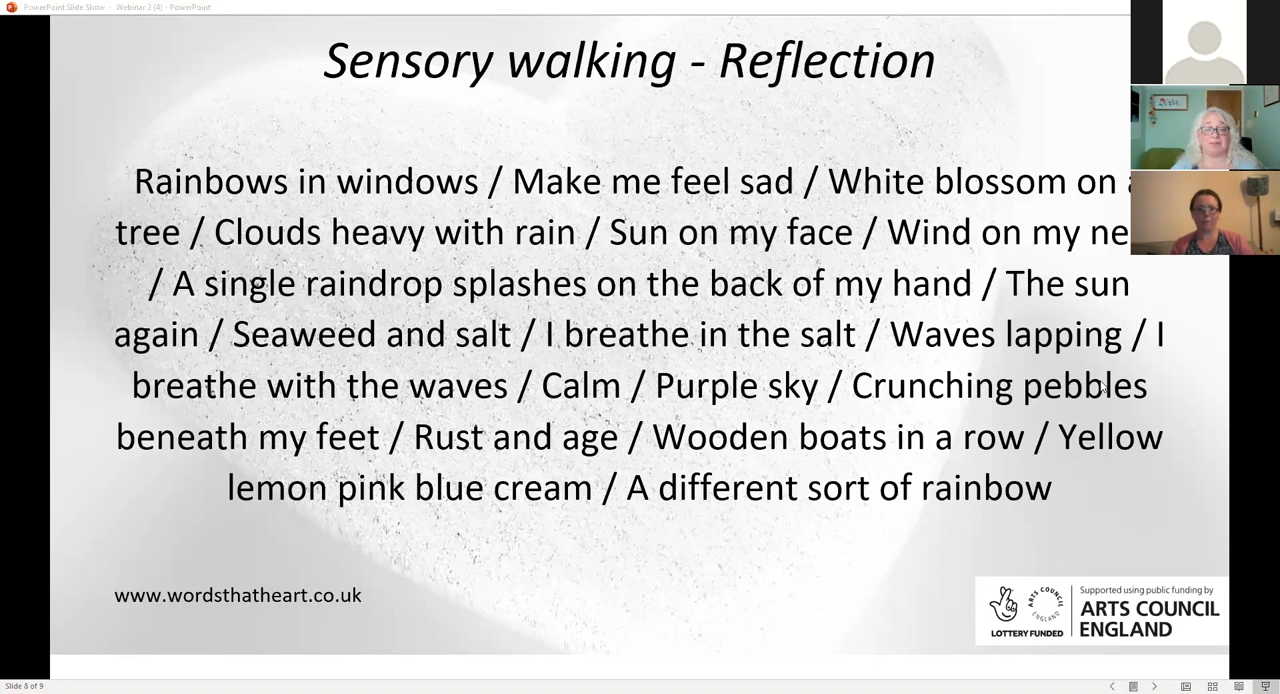 PowerPoint Slide Show - Webinar 2 (4) - PowerPoint
Sensory walking - Reflection
Rainbows in windows / Make me feel sad / White blossom on
tree / Clouds heavy with rain / Sun on my face / Wind on my
/ A single raindrop splashes on the back of my hand / The sun
again / Seaweed and salt / I breathe in the salt / Waves lapping / I
breathe with the waves / Calm / Purple sky / Crunching pebbles
beneath my feet / Rust and age / Wooden boats in a row / Yellow
lemon pink blue cream / A different sort of rainbow
www.wordsthatheart.co.uk
LOTTERY FUNDED
ARTS COUNCIL ENGLAND
Supported using public funding by
ARTS COUNCIL
ENGLAND
Slide 8 of 9